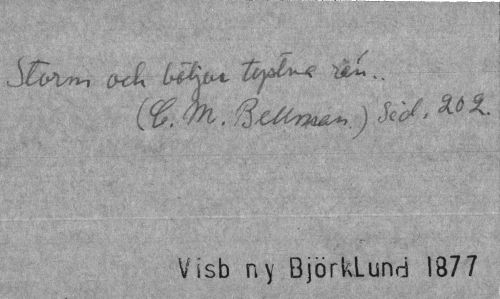 Storm och böljor tystna ren..
(C. M. Bellman.) Sid. 202.
Visb ny BjörkLund 1877